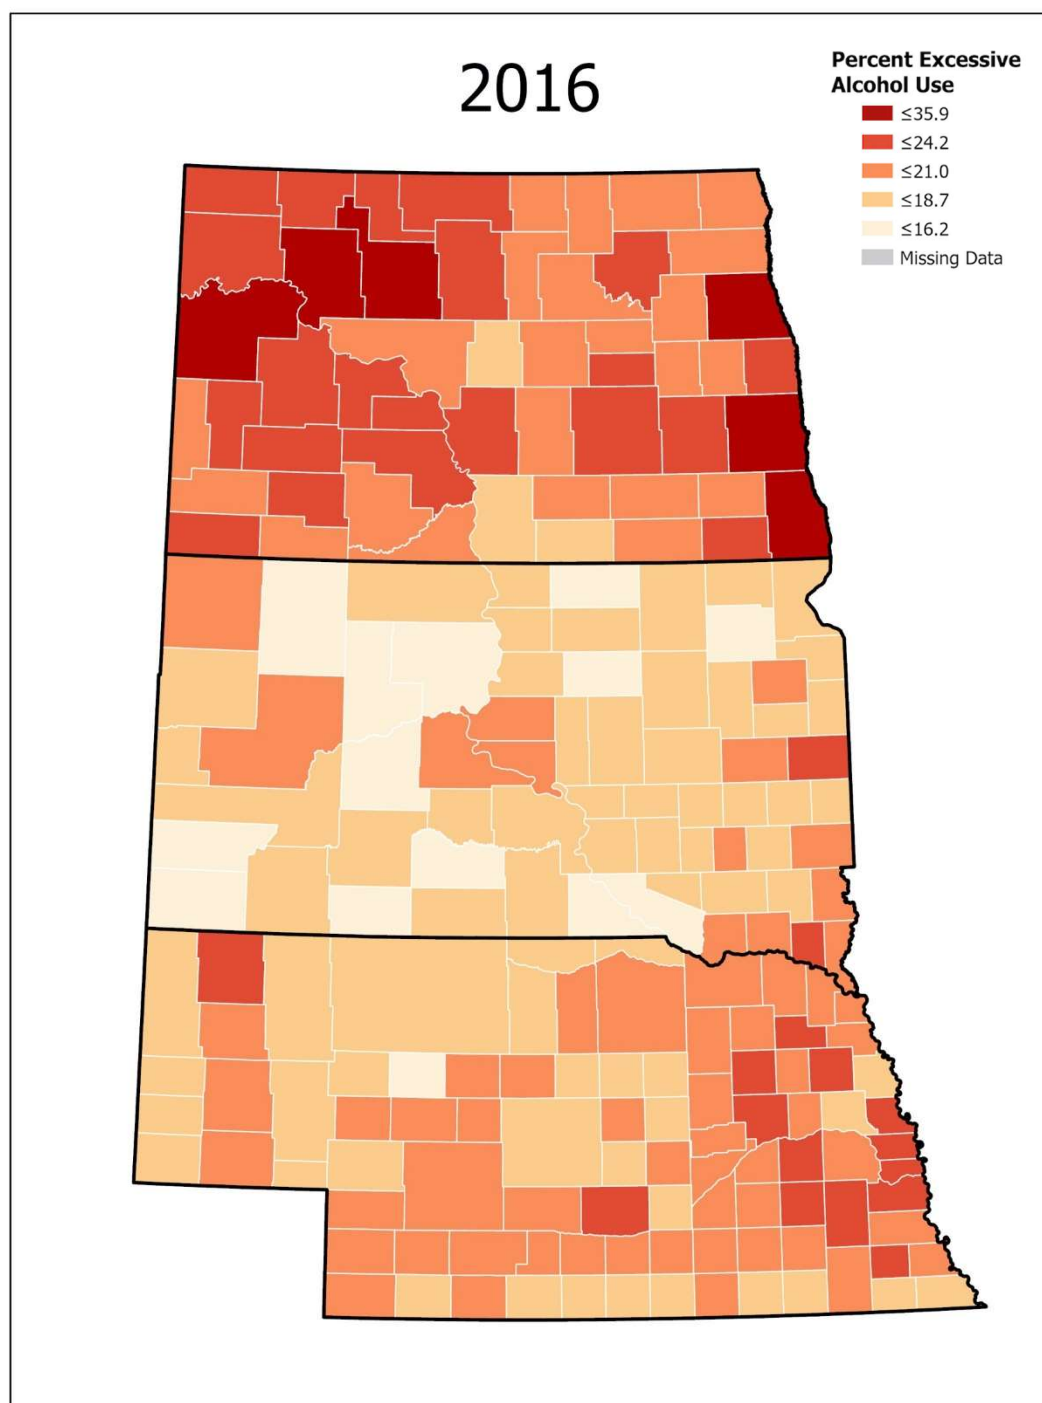 2016
Percent Excessive
Alcohol Use
≤35.9
≤24.2
≤21.0
≤18.7
≤16.2
Missing Data